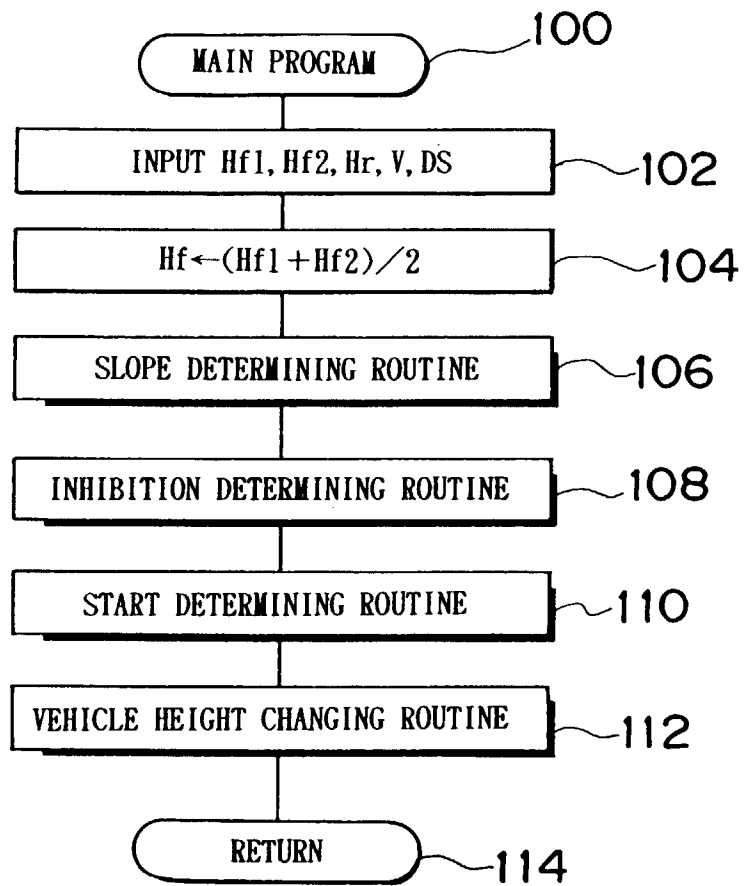 100
MAIN PROGRAM
INPUT Hf1, Hf2, Hr, V, DS
102
Hf←(Hf1+Hf2)/2
104
SLOPE DETERMINING ROUTINE
106
INHIBITION DETERMINING ROUTINE
108
START DETERMINING ROUTINE
110
VEHICLE HEIGHT CHANGING ROUTINE
112
RETURN
114